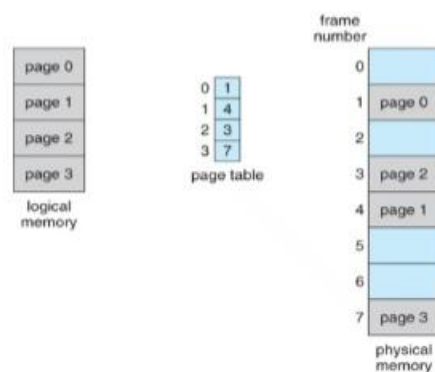 page 0
page 1
page 2
page 3
logical
memory
0 1
1 4
2 3
3 7
page table
frame
number
0
1 page 0
2
3 page 2
4 page 1
5
6
7 page 3
physical
memory